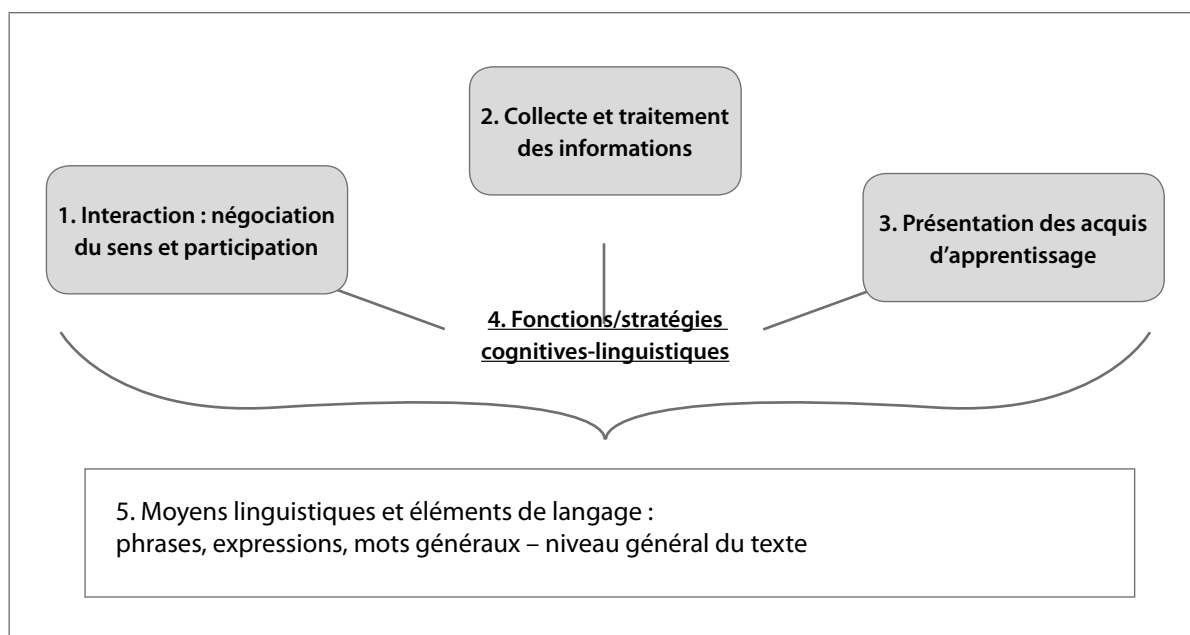 1. Interaction : négociation
du sens et participation
2. Collecte et traitement
des informations
3. Présentation des acquis
d’apprentissage
4. Fonctions/stratégies
cognitives-linguistiques
5. Moyens linguistiques et éléments de langage :
phrases, expressions, mots généraux – niveau général du texte